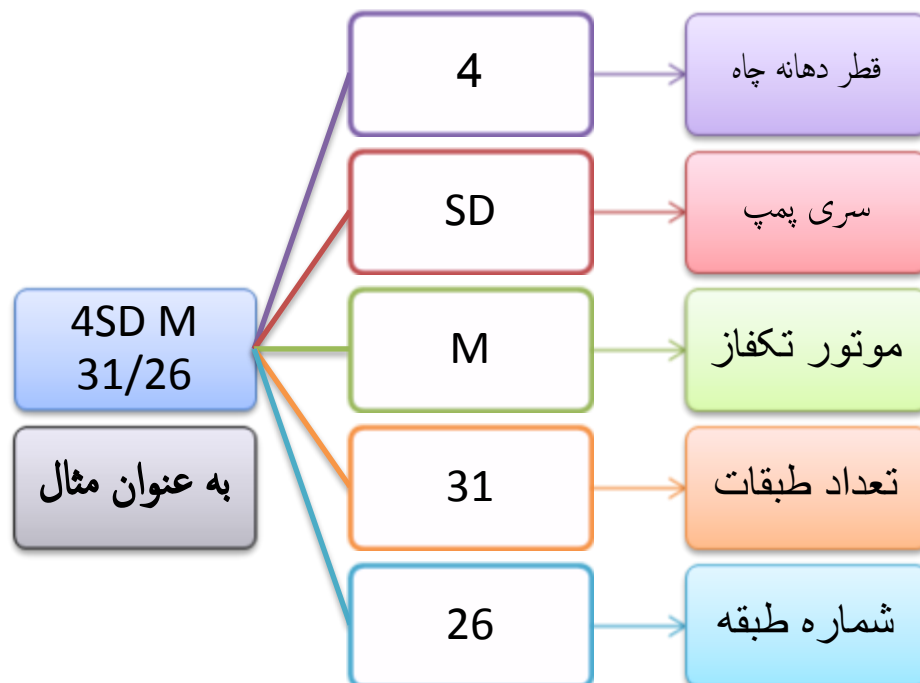 4SD M
31/26
به عنوان مثال
4
قطر دهانه چاه
SD
سری پمپ
M
موتور تکفاز
31
تعداد طبقات
26
شماره طبقه